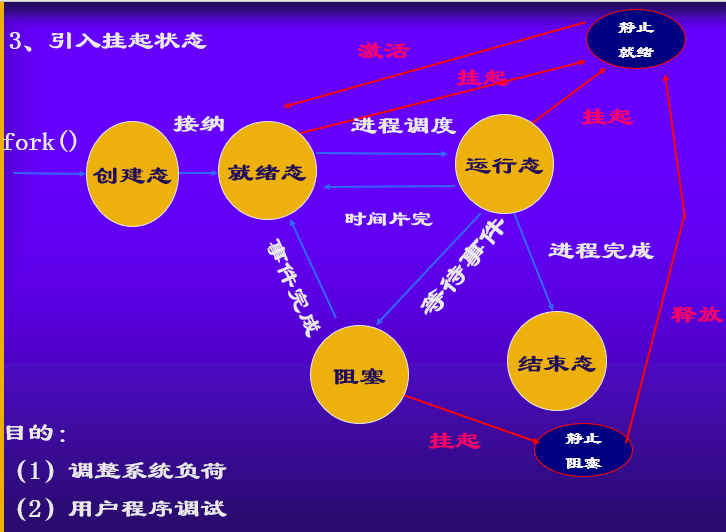 静止
就绪
3、引入挂起状态
激活
挂起
挂起
接纳
进程调度
fork()
创建态
就绪态
运行态
时间片完
等待事件
事件完成
进程完成
释放
阻塞
结束态
挂起
静止
阻塞
目的：
（1）调整系统负荷
（2）用户程序调试